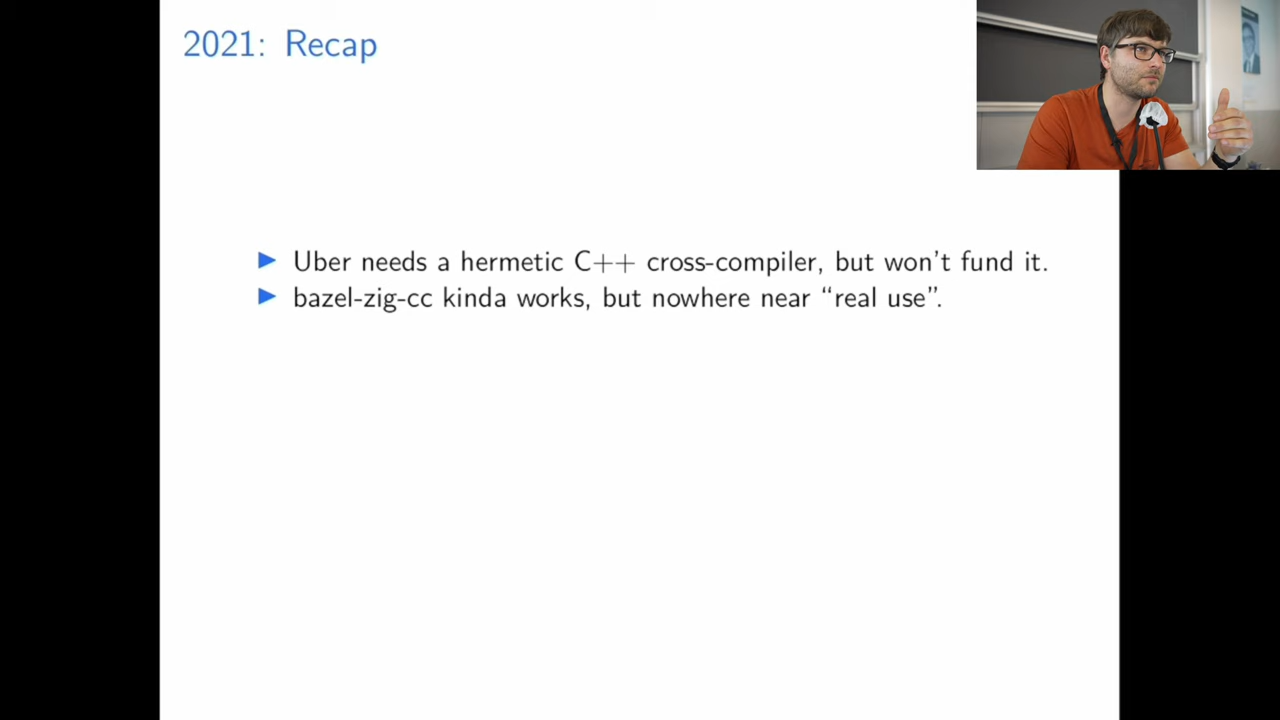 2021: Recap
▶ Uber needs a hermetic C++ cross-compiler, but won't fund it.
▶ bazel-zig-cc kinda works, but nowhere near “real use”.